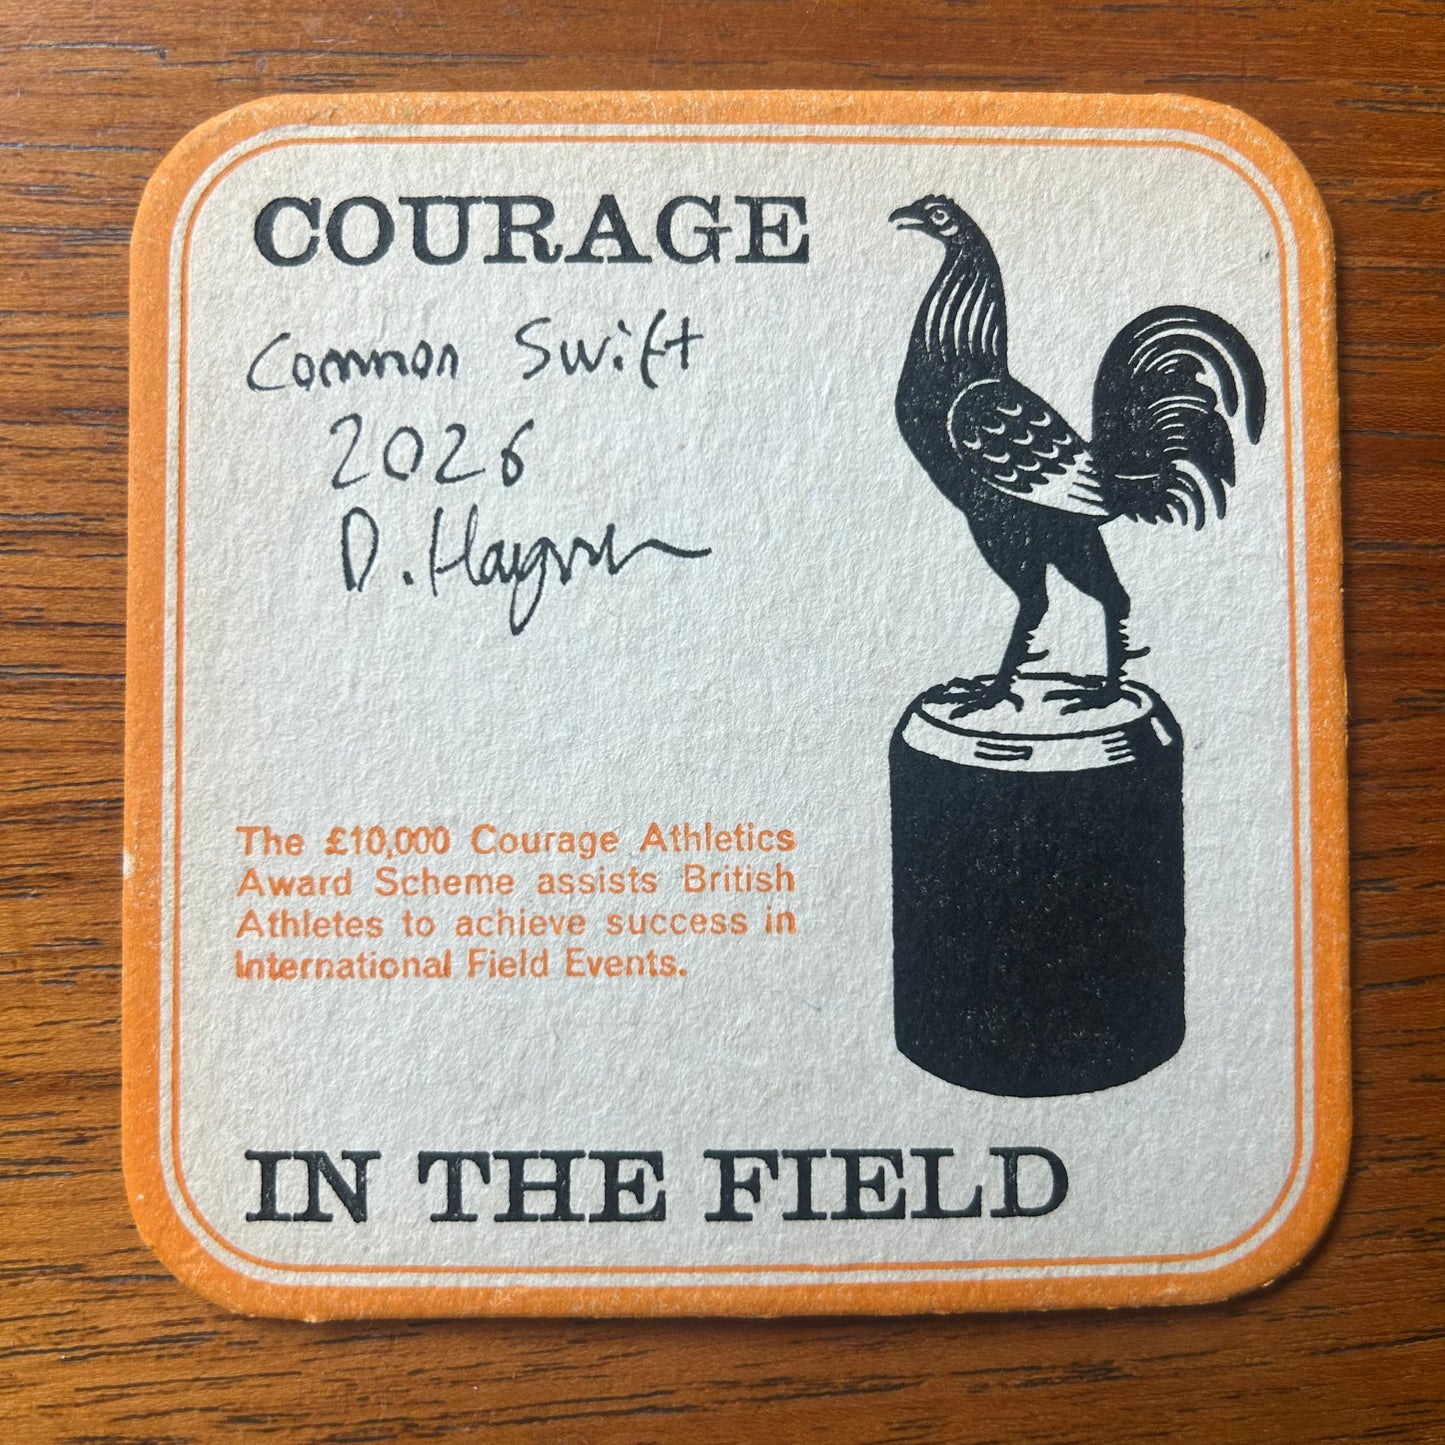 COURAGE
Common Swift
2026
D.
The £10,000 Courage Athletics
Award Scheme assists British
Athletes to achieve success in
International Field Events.
IN THE FIELD